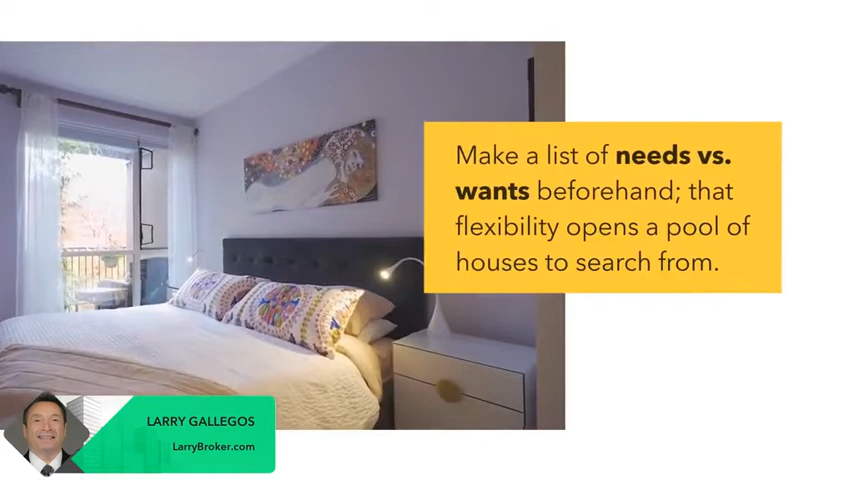 Make a list of needs vs.
wants beforehand; that
flexibility opens a pool of
houses to search from.
LARRY GALLEGOS
LarryBroker.com